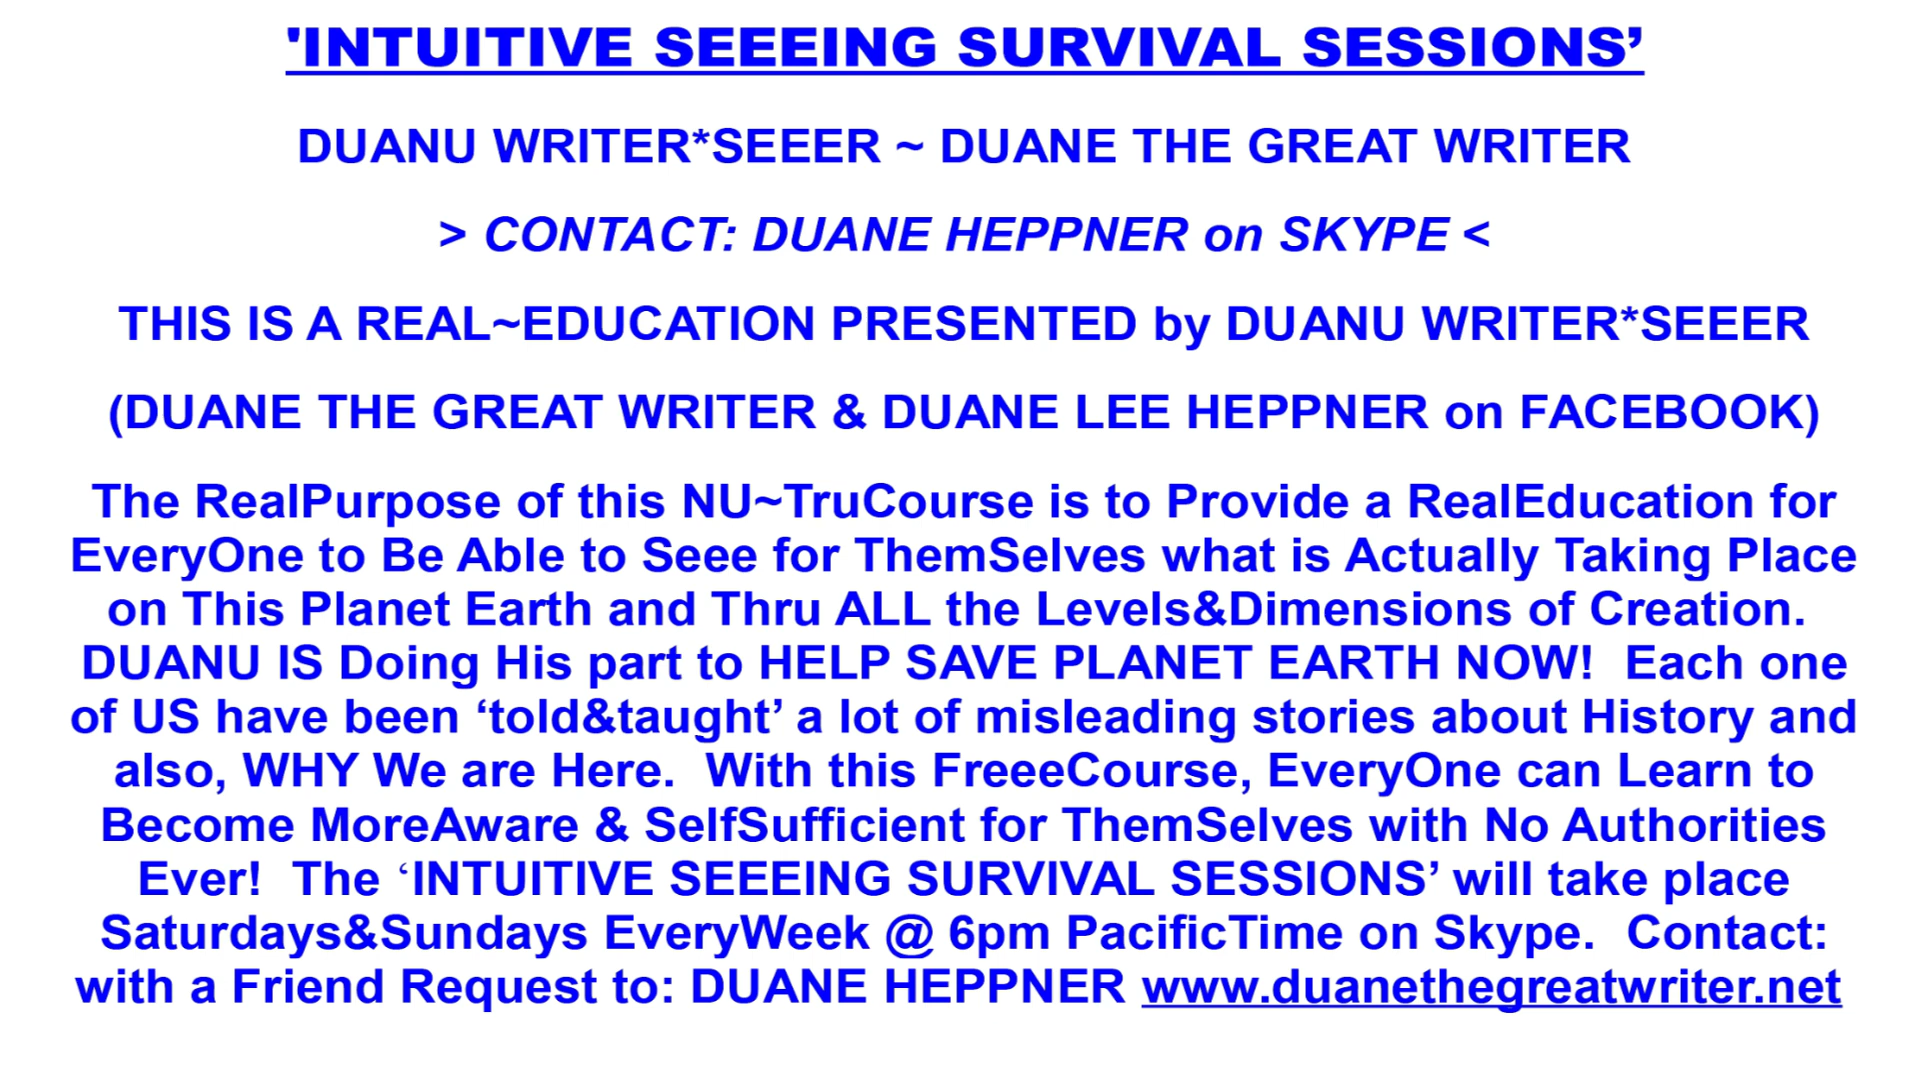 'INTUITIVE SEEEING SURVIVAL SESSIONS’
DUANU WRITER*SEEER ~ DUANE THE GREAT WRITER
> CONTACT: DUANE HEPPNER on SKYPE <
THIS IS A REAL~EDUCATION PRESENTED by DUANU WRITER*SEEER
(DUANE THE GREAT WRITER & DUANE LEE HEPPNER on FACEBOOK)
The RealPurpose of this NU~TruCourse is to Provide a RealEducation for
EveryOne to Be Able to Seee for ThemSelves what is Actually Taking Place
on This Planet Earth and Thru ALL the Levels&Dimensions of Creation.
DUANU IS Doing His part to HELP SAVE PLANET EARTH NOW!  Each one
of US have been ‘told&taught’ a lot of misleading stories about History and
also, WHY We are Here.  With this FreeeCourse, EveryOne can Learn to
Become MoreAware & SelfSufficient for ThemSelves with No Authorities
Ever!  The ‘INTUITIVE SEEEING SURVIVAL SESSIONS’ will take place
Saturdays&Sundays EveryWeek @ 6pm PacificTime on Skype.  Contact:
with a Friend Request to: DUANE HEPPNER www.duanethegreatwriter.net